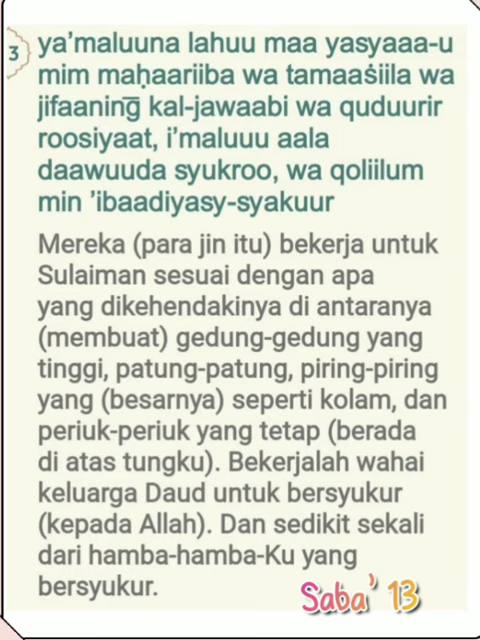 3
ya'maluuna lahuu maa yasyaaa-u
mim maḥaariiba wa tamaaṡiila wa
jifaaning̅ kal-jawaabi wa quduurir
roosiyaat, i'maluuu aala
daawuuda syukroo, wa qoliilum
min 'ibaadiyasy-syakuur
Mereka (para jin itu) bekerja untuk
Sulaiman sesuai dengan apa
yang dikehendakinya di antaranya
(membuat) gedung-gedung yang
tinggi, patung-patung, piring-piring
yang (besarnya) seperti kolam, dan
periuk-periuk yang tetap (berada
di atas tungku). Bekerjalah wahai
keluarga Daud untuk bersyukur
(kepada Allah). Dan sedikit sekali
dari hamba-hamba-Ku yang
bersyukur.
Saba' 13